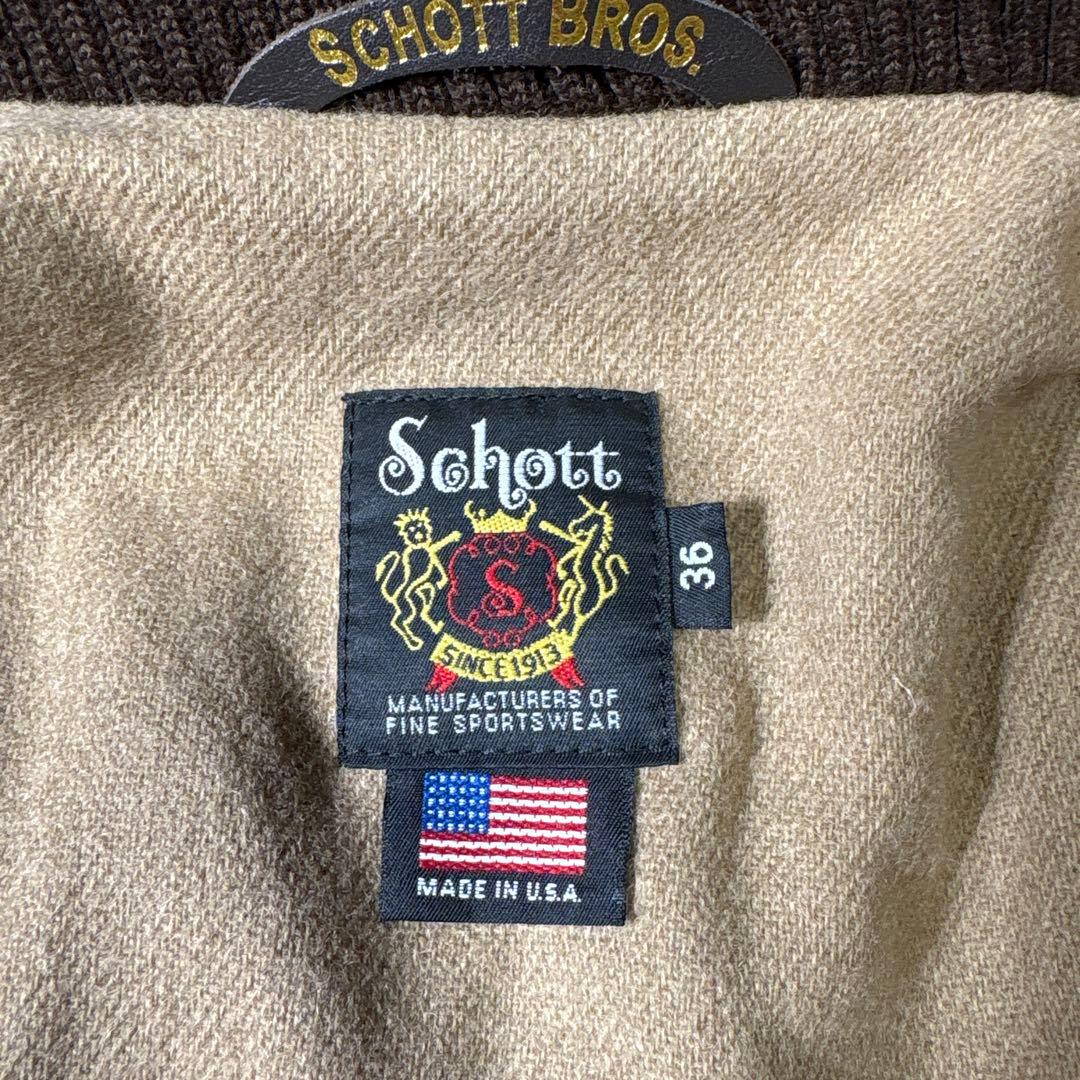 SCHOTT BROS.
Schott
S
SINCE 1913
MANUFACTURERS OF
FINE SPORTSWEAR
36
MADE IN U.S.A.